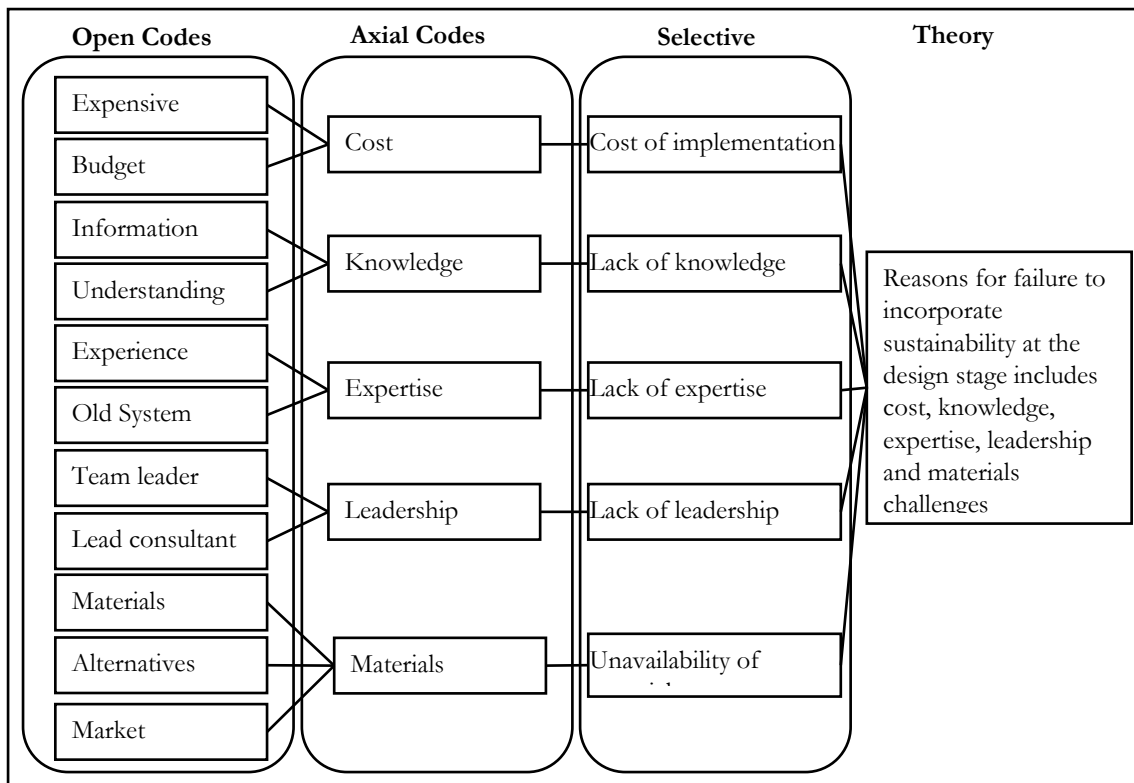 Open Codes
Axial Codes
Selective
Theory
Expensive
Budget
Information
Understanding
Experience
Old System
Team leader
Lead consultant
Materials
Alternatives
Market
Cost
Knowledge
Expertise
Leadership
Materials
Cost of implementation
Lack of knowledge
Lack of expertise
Lack of leadership
Unavailability of
Reasons for failure to
incorporate
sustainability at the
design stage includes
cost, knowledge,
expertise, leadership
and materials
challenges